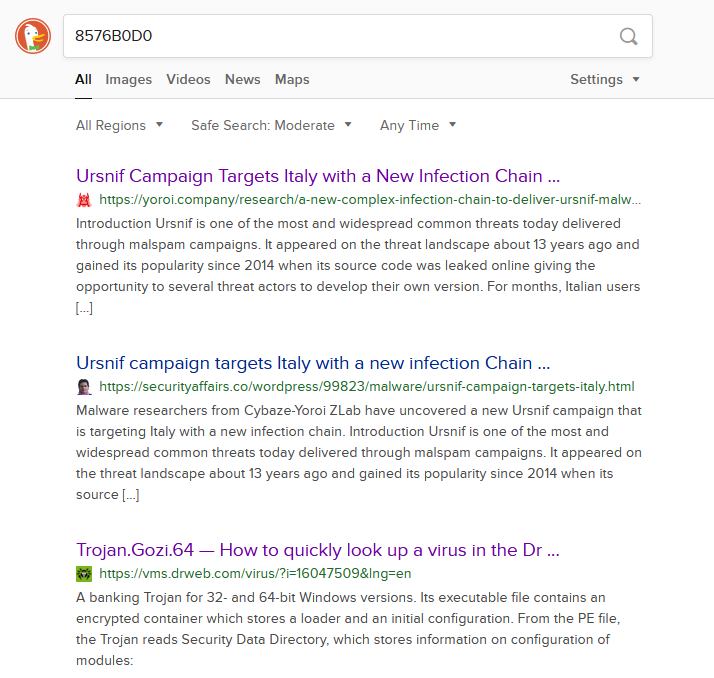 8576B0D0
All Images Videos News Maps Settings
All Regions Safe Search: Moderate Any Time
Ursnif Campaign Targets Italy with a New Infection Chain ...
https://yoroi.company/research/a-new-complex-infection-chain-to-deliver-ursnif-malw...
Introduction Ursnif is one of the most and widespread common threats today delivered
through malspam campaigns. It appeared on the threat landscape about 13 years ago and
gained its popularity since 2014 when its source code was leaked online giving the
opportunity to several threat actors to develop their own version. For months, Italian users
[...]
Ursnif campaign targets Italy with a new infection Chain ...
https://securityaffairs.co/wordpress/99823/malware/ursnif-campaign-targets-italy.html
Malware researchers from Cybaze-Yoroi ZLab have uncovered a new Ursnif campaign that
is targeting Italy with a new infection chain. Introduction Ursnif is one of the most and
widespread common threats today delivered through malspam campaigns. It appeared on
the threat landscape about 13 years ago and gained its popularity since 2014 when its
source [...]
Trojan.Gozi.64 — How to quickly look up a virus in the Dr ...
https://vms.drweb.com/virus/?i=16047509&lng=en
A banking Trojan for 32- and 64-bit Windows versions. Its executable file contains an
encrypted container which stores a loader and an initial configuration. From the PE file,
the Trojan reads Security Data Directory, which stores information on configuration of
modules: